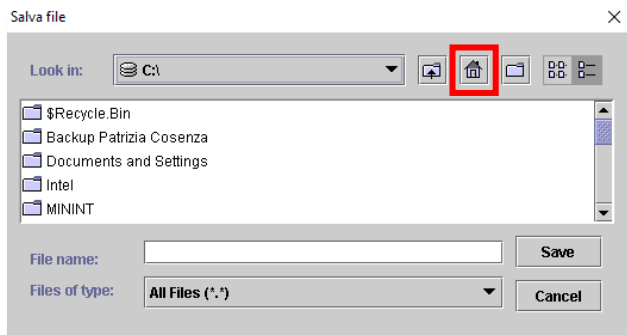 Salva file
Look in: C:\
$Recycle.Bin
Backup Patrizia Cosenza
Documents and Settings
Intel
MININT
File name: Save
Files of type: All Files (*.*) Cancel